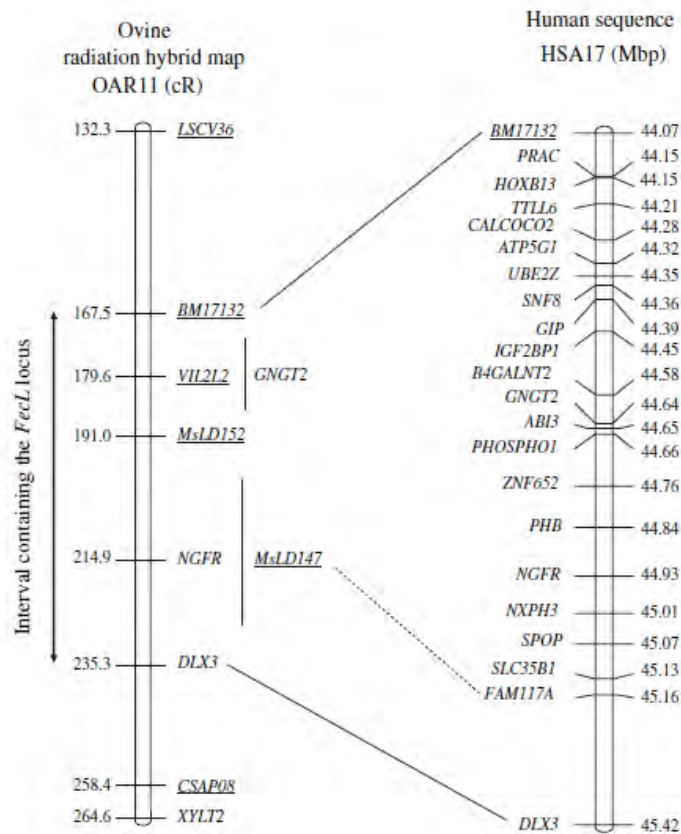 Ovine
radiation hybrid map
OAR11 (cR)
132.3 LSCV36
167.5 BM17132
179.6 VIL2L2 GNGT2
191.0 MsLD152
214.9 NGFR MsLD147
235.3 DLX3
258.4 CSAP08
264.6 XYLT2
Interval containing the FecL locus
Human sequence
HSA17 (Mbp)
BM17132 44.07
PRAC 44.15
HOXB13 44.15
TTLL6 44.21
CALCOCO2 44.28
ATP5G1 44.32
UBE2Z 44.35
SNF8 44.36
GIP 44.39
IGF2BP1 44.45
B4GALNT2 44.58
GNGT2 44.64
ABI3 44.65
PHOSPHO1 44.66
ZNF652 44.76
PHB 44.84
NGFR 44.93
NXPH3 45.01
SPOP 45.07
SLC35B1 45.13
FAM117A 45.16
DLX3 45.42